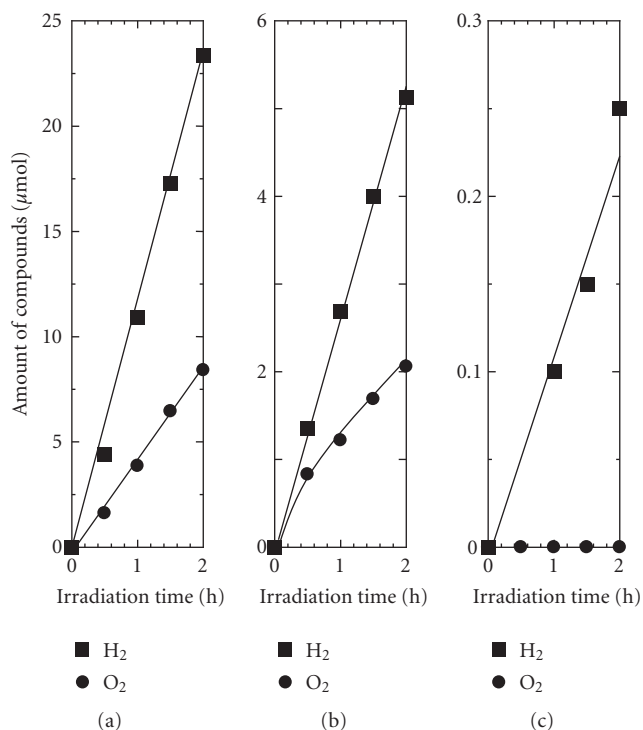 Amount of compounds (μmol)
25
20
15
10
5
0
0 1 2
Irradiation time (h)
H₂
O₂
(a)
6
4
2
0
0 1 2
Irradiation time (h)
H₂
O₂
(b)
0.3
0.2
0.1
0
0 1 2
Irradiation time (h)
H₂
O₂
(c)